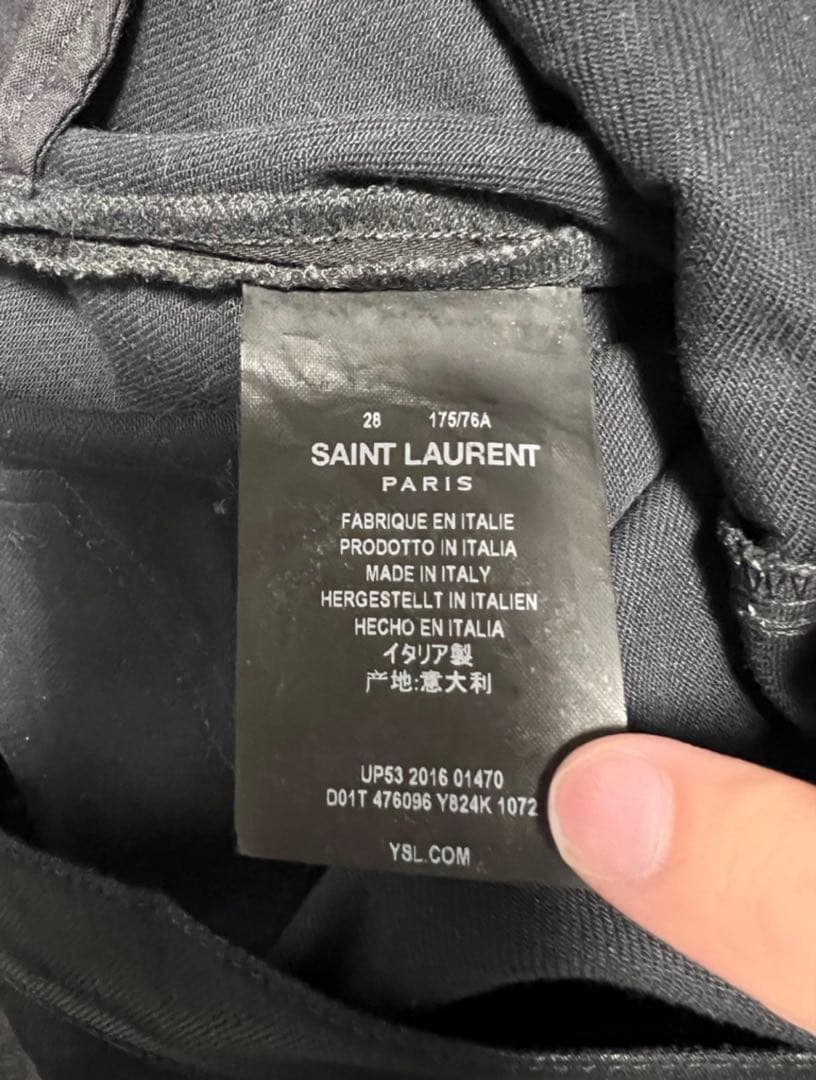 28 175/76A
SAINT LAURENT
PARIS
FABRIQUE EN ITALIE
PRODOTTO IN ITALIA
MADE IN ITALY
HERGESTELLT IN ITALIEN
HECHO EN ITALIA
イタリア製
产地:意大利
UP53 2016 01470
D01T 476096 Y824K 1072
YSL.COM